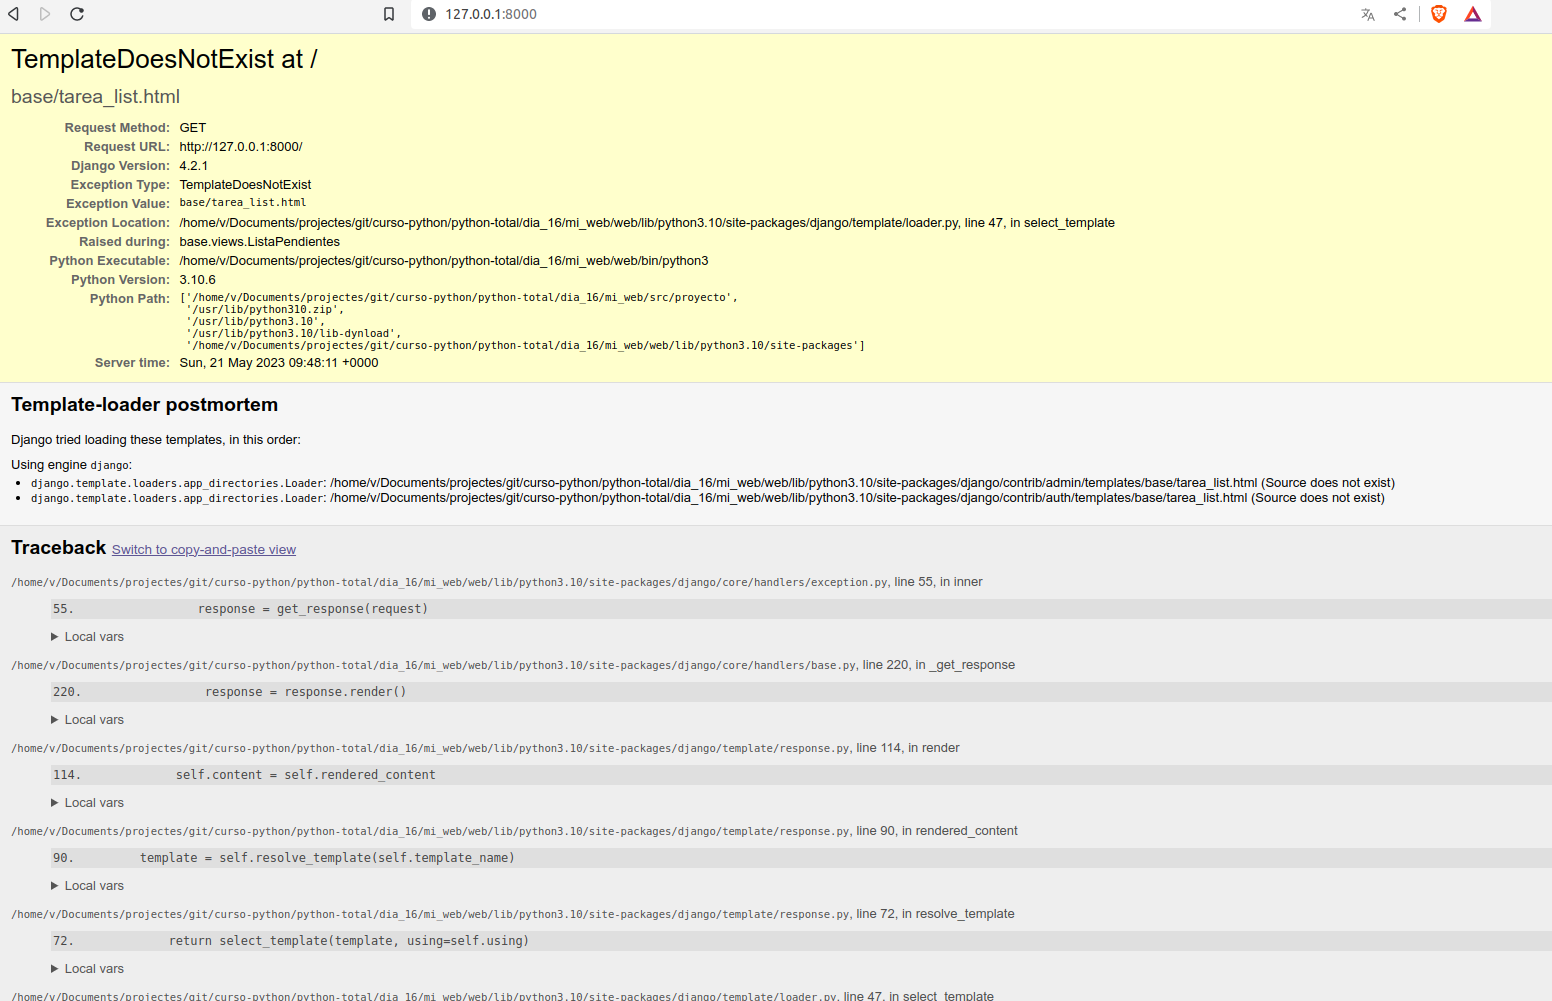 127.0.0.1:8000
TemplateDoesNotExist at /
base/tarea_list.html
Request Method: GET
Request URL: http://127.0.0.1:8000/
Django Version: 4.2.1
Exception Type: TemplateDoesNotExist
Exception Value: base/tarea_list.html
Exception Location: /home/v/Documents/projectes/git/curso-python/python-total/dia_16/mi_web/web/lib/python3.10/site-packages/django/template/loader.py, line 47, in select_template
Raised during: base.views.ListaPendientes
Python Executable: /home/v/Documents/projectes/git/curso-python/python-total/dia_16/mi_web/web/bin/python3
Python Version: 3.10.6
Python Path: ['/home/v/Documents/projectes/git/curso-python/python-total/dia_16/mi_web/src/proyecto',
'/usr/lib/python310.zip',
'/usr/lib/python3.10',
'/usr/lib/python3.10/lib-dynload',
'/home/v/Documents/projectes/git/curso-python/python-total/dia_16/mi_web/web/lib/python3.10/site-packages']
Server time: Sun, 21 May 2023 09:48:11 +0000
Template-loader postmortem
Django tried loading these templates, in this order:
Using engine django:
• django.template.loaders.app_directories.Loader: /home/v/Documents/projectes/git/curso-python/python-total/dia_16/mi_web/web/lib/python3.10/site-packages/django/contrib/admin/templates/base/tarea_list.html (Source does not exist)
• django.template.loaders.app_directories.Loader: /home/v/Documents/projectes/git/curso-python/python-total/dia_16/mi_web/web/lib/python3.10/site-packages/django/contrib/auth/templates/base/tarea_list.html (Source does not exist)
Traceback Switch to copy-and-paste view
/home/v/Documents/projectes/git/curso-python/python-total/dia_16/mi_web/web/lib/python3.10/site-packages/django/core/handlers/exception.py, line 55, in inner
55. response = get_response(request)
▶ Local vars
/home/v/Documents/projectes/git/curso-python/python-total/dia_16/mi_web/web/lib/python3.10/site-packages/django/core/handlers/base.py, line 220, in _get_response
220. response = response.render()
▶ Local vars
/home/v/Documents/projectes/git/curso-python/python-total/dia_16/mi_web/web/lib/python3.10/site-packages/django/template/response.py, line 114, in render
114. self.content = self.rendered_content
▶ Local vars
/home/v/Documents/projectes/git/curso-python/python-total/dia_16/mi_web/web/lib/python3.10/site-packages/django/template/response.py, line 90, in rendered_content
90. template = self.resolve_template(self.template_name)
▶ Local vars
/home/v/Documents/projectes/git/curso-python/python-total/dia_16/mi_web/web/lib/python3.10/site-packages/django/template/response.py, line 72, in resolve_template
72. return select_template(template, using=self.using)
▶ Local vars
/home/v/Documents/projectes/git/curso-python/python-total/dia_16/mi_web/web/lib/python3.10/site-packages/django/template/loader.py, line 47, in select_template